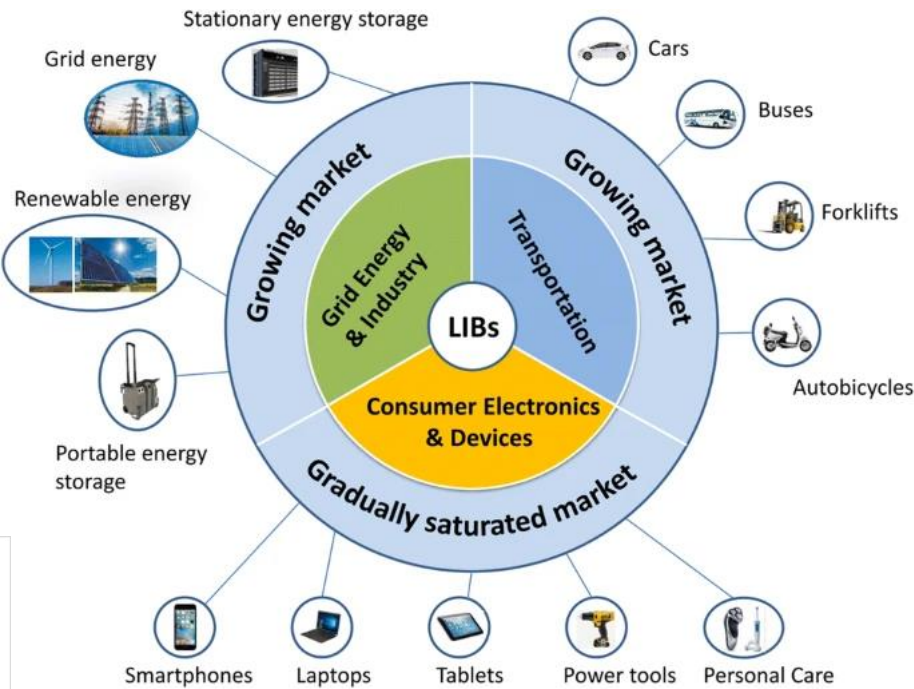 Stationary energy storage
Grid energy
Renewable energy
Portable energy
storage
Cars
Buses
Forklifts
Autobicycles
Growing market
Growing market
Gradually saturated market
Grid Energy
& Industry
Transportation
LIBs
Consumer Electronics
& Devices
Smartphones
Laptops
Tablets
Power tools
Personal Care